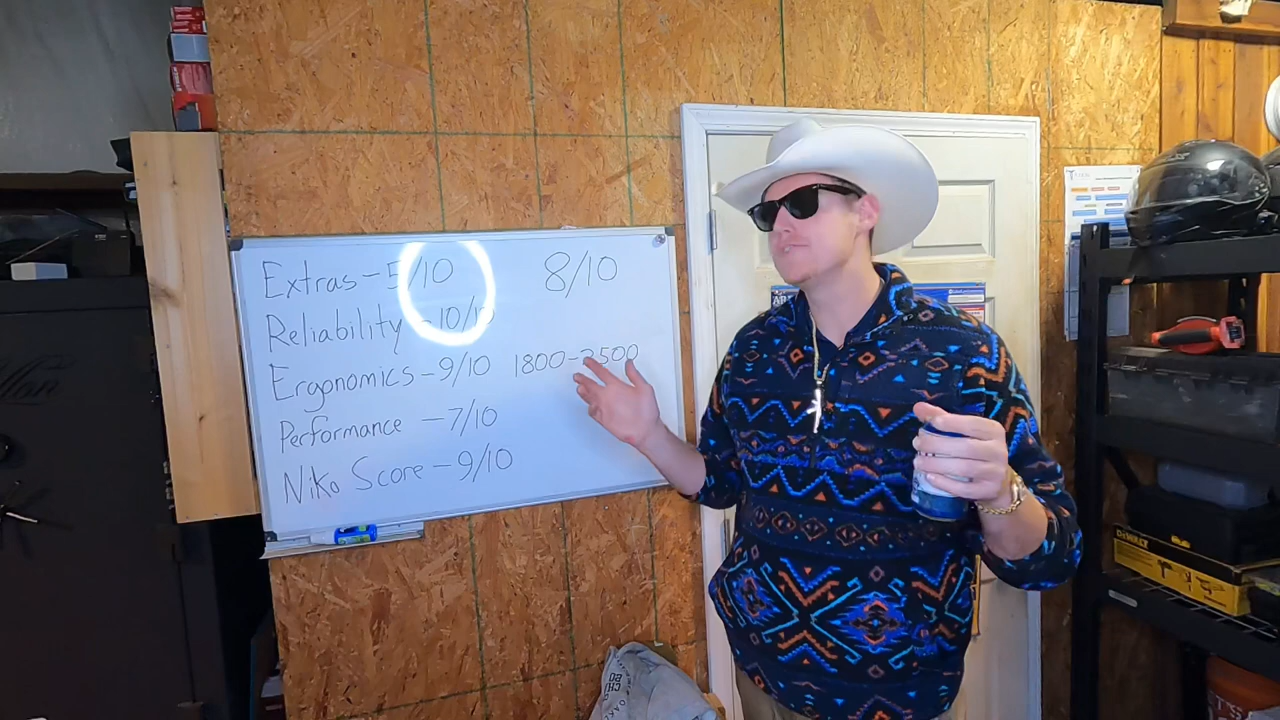 Extras - 5/10 8/10
Reliability - 10/10
Ergonomics - 9/10 1800-2500
Performance - 7/10
Niko Score - 9/10
DEWALT